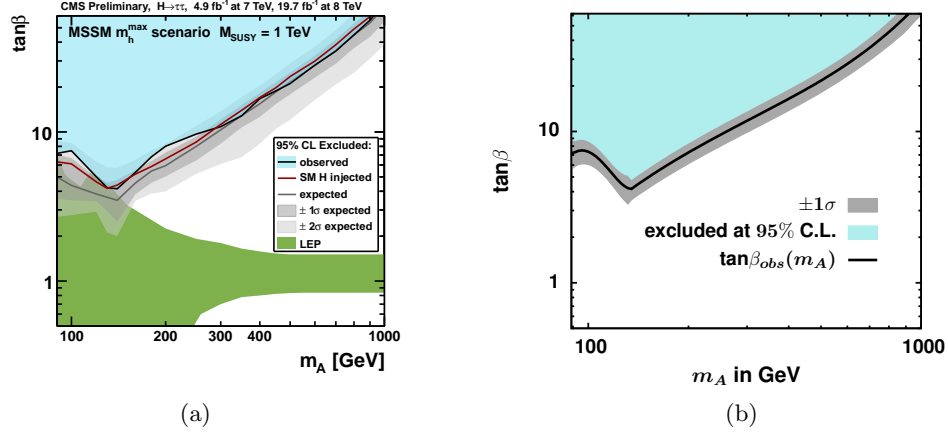 CMS Preliminary, H→ττ, 4.9 fb⁻¹ at 7 TeV, 19.7 fb⁻¹ at 8 TeV
tanβ
MSSM m_h^max scenario M_SUSY = 1 TeV
10
1
95% CL Excluded:
observed
SM H injected
expected
± 1σ expected
± 2σ expected
LEP
100
200
300
400
1000
m_A [GeV]
(a)
tanβ
10
1
±1σ
excluded at 95% C.L.
tanβ_obs(m_A)
100
1000
m_A in GeV
(b)